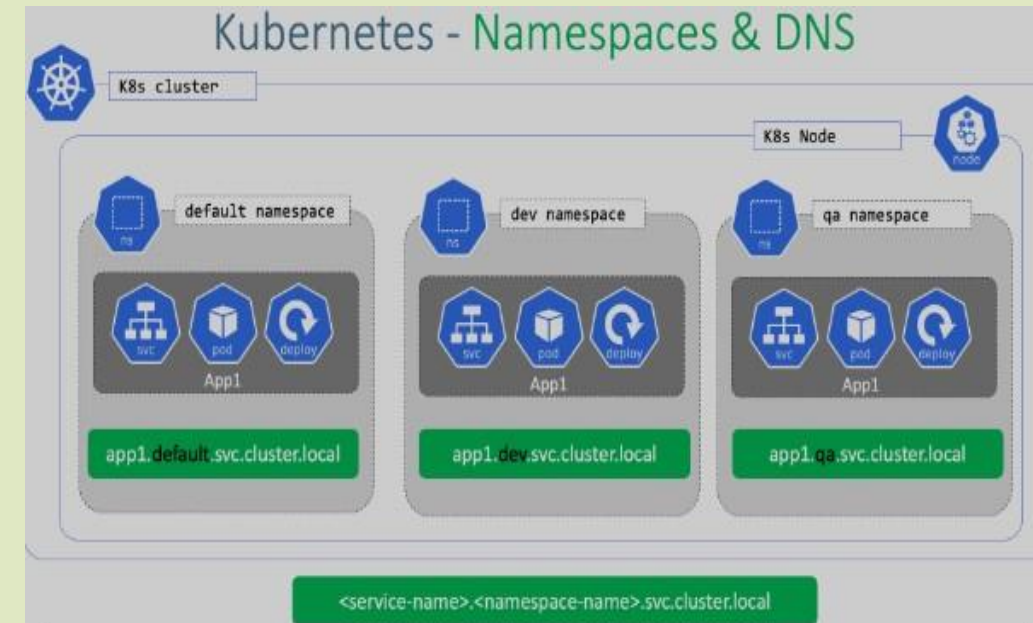 Kubernetes - Namespaces & DNS
K8s cluster
K8s Node
node
default namespace
ns
dev namespace
ns
qa namespace
ns
svc
pod
deploy
App1
svc
pod
deploy
App1
svc
pod
deploy
App1
app1.default.svc.cluster.local
app1.dev.svc.cluster.local
app1.qa.svc.cluster.local
<service-name>.<namespace-name>.svc.cluster.local